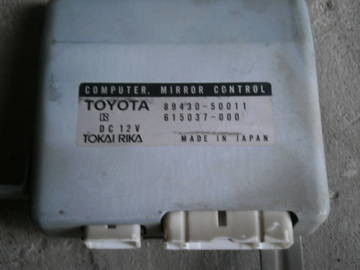 COMPUTER, MIRROR CONTROL
TOYOTA 89430-50011
615037-000
DC 12V
TOKAI RIKA MADE IN JAPAN